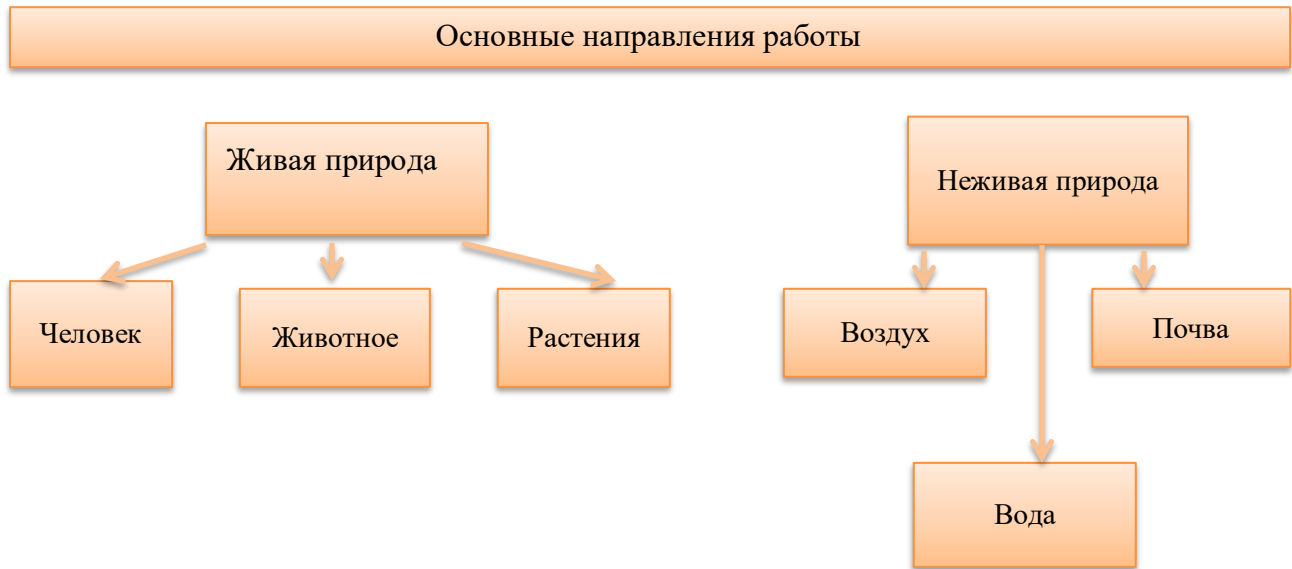 Основные направления работы
Живая природа
Неживая природа
Человек
Животное
Растения
Воздух
Почва
Вода